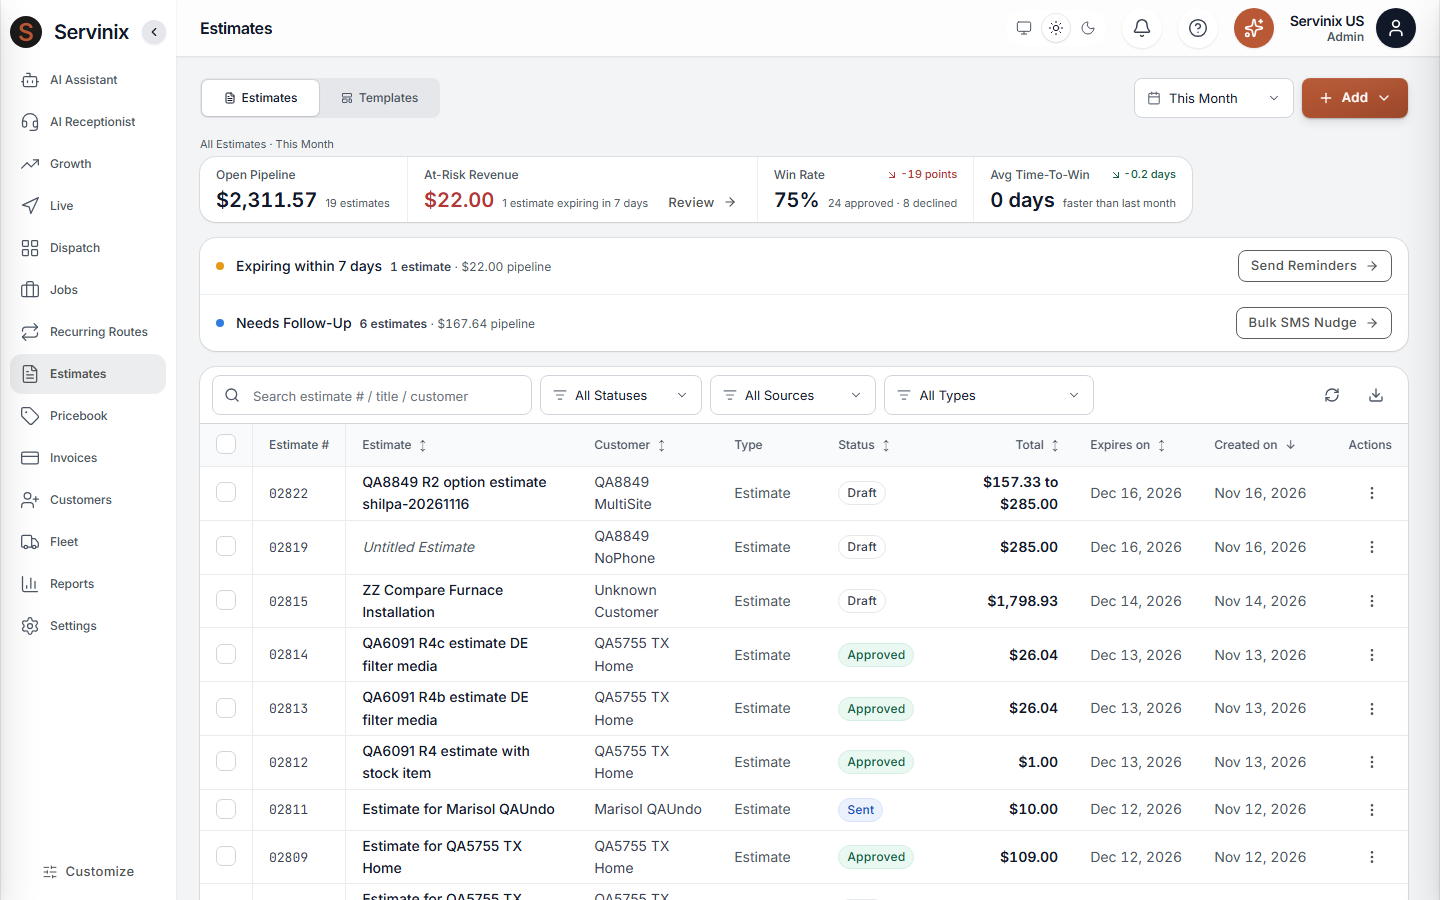 Servinix
AI Assistant
AI Receptionist
Growth
Live
Dispatch
Jobs
Recurring Routes
Estimates
Pricebook
Invoices
Customers
Fleet
Reports
Settings
Customize
Estimates
Servinix US
Admin
Estimates
Templates
This Month
Add
All Estimates · This Month
Open Pipeline
$2,311.57 19 estimates
At-Risk Revenue
$22.00 1 estimate expiring in 7 days Review
Win Rate -19 points
75% 24 approved · 8 declined
Avg Time-To-Win -0.2 days
0 days faster than last month
Expiring within 7 days 1 estimate · $22.00 pipeline Send Reminders
Needs Follow-Up 6 estimates · $167.64 pipeline Bulk SMS Nudge
Search estimate # / title / customer All Statuses All Sources All Types
Estimate # Estimate Customer Type Status Total Expires on Created on Actions
02822 QA8849 R2 option estimate shilpa-20261116 QA8849 MultiSite Estimate Draft $157.33 to $285.00 Dec 16, 2026 Nov 16, 2026
02819 Untitled Estimate QA8849 NoPhone Estimate Draft $285.00 Dec 16, 2026 Nov 16, 2026
02815 ZZ Compare Furnace Installation Unknown Customer Estimate Draft $1,798.93 Dec 14, 2026 Nov 14, 2026
02814 QA6091 R4c estimate DE filter media QA5755 TX Home Estimate Approved $26.04 Dec 13, 2026 Nov 13, 2026
02813 QA6091 R4b estimate DE filter media QA5755 TX Home Estimate Approved $26.04 Dec 13, 2026 Nov 13, 2026
02812 QA6091 R4 estimate with stock item QA5755 TX Home Estimate Approved $1.00 Dec 13, 2026 Nov 13, 2026
02811 Estimate for Marisol QAUndo Marisol QAUndo Estimate Sent $10.00 Dec 12, 2026 Nov 12, 2026
02809 Estimate for QA5755 TX Home QA5755 TX Home Estimate Approved $109.00 Dec 12, 2026 Nov 12, 2026
Estimate for QA5755 TX QA5755 TX